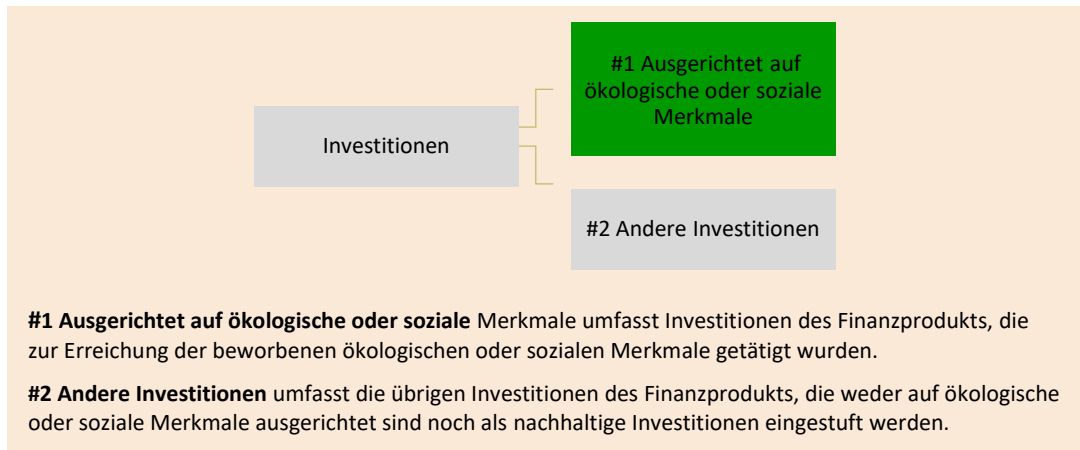 #1 Ausgerichtet auf
ökologische oder soziale
Merkmale
Investitionen
#2 Andere Investitionen
#1 Ausgerichtet auf ökologische oder soziale Merkmale umfasst Investitionen des Finanzprodukts, die
zur Erreichung der beworbenen ökologischen oder sozialen Merkmale getätigt wurden.
#2 Andere Investitionen umfasst die übrigen Investitionen des Finanzprodukts, die weder auf ökologische
oder soziale Merkmale ausgerichtet sind noch als nachhaltige Investitionen eingestuft werden.